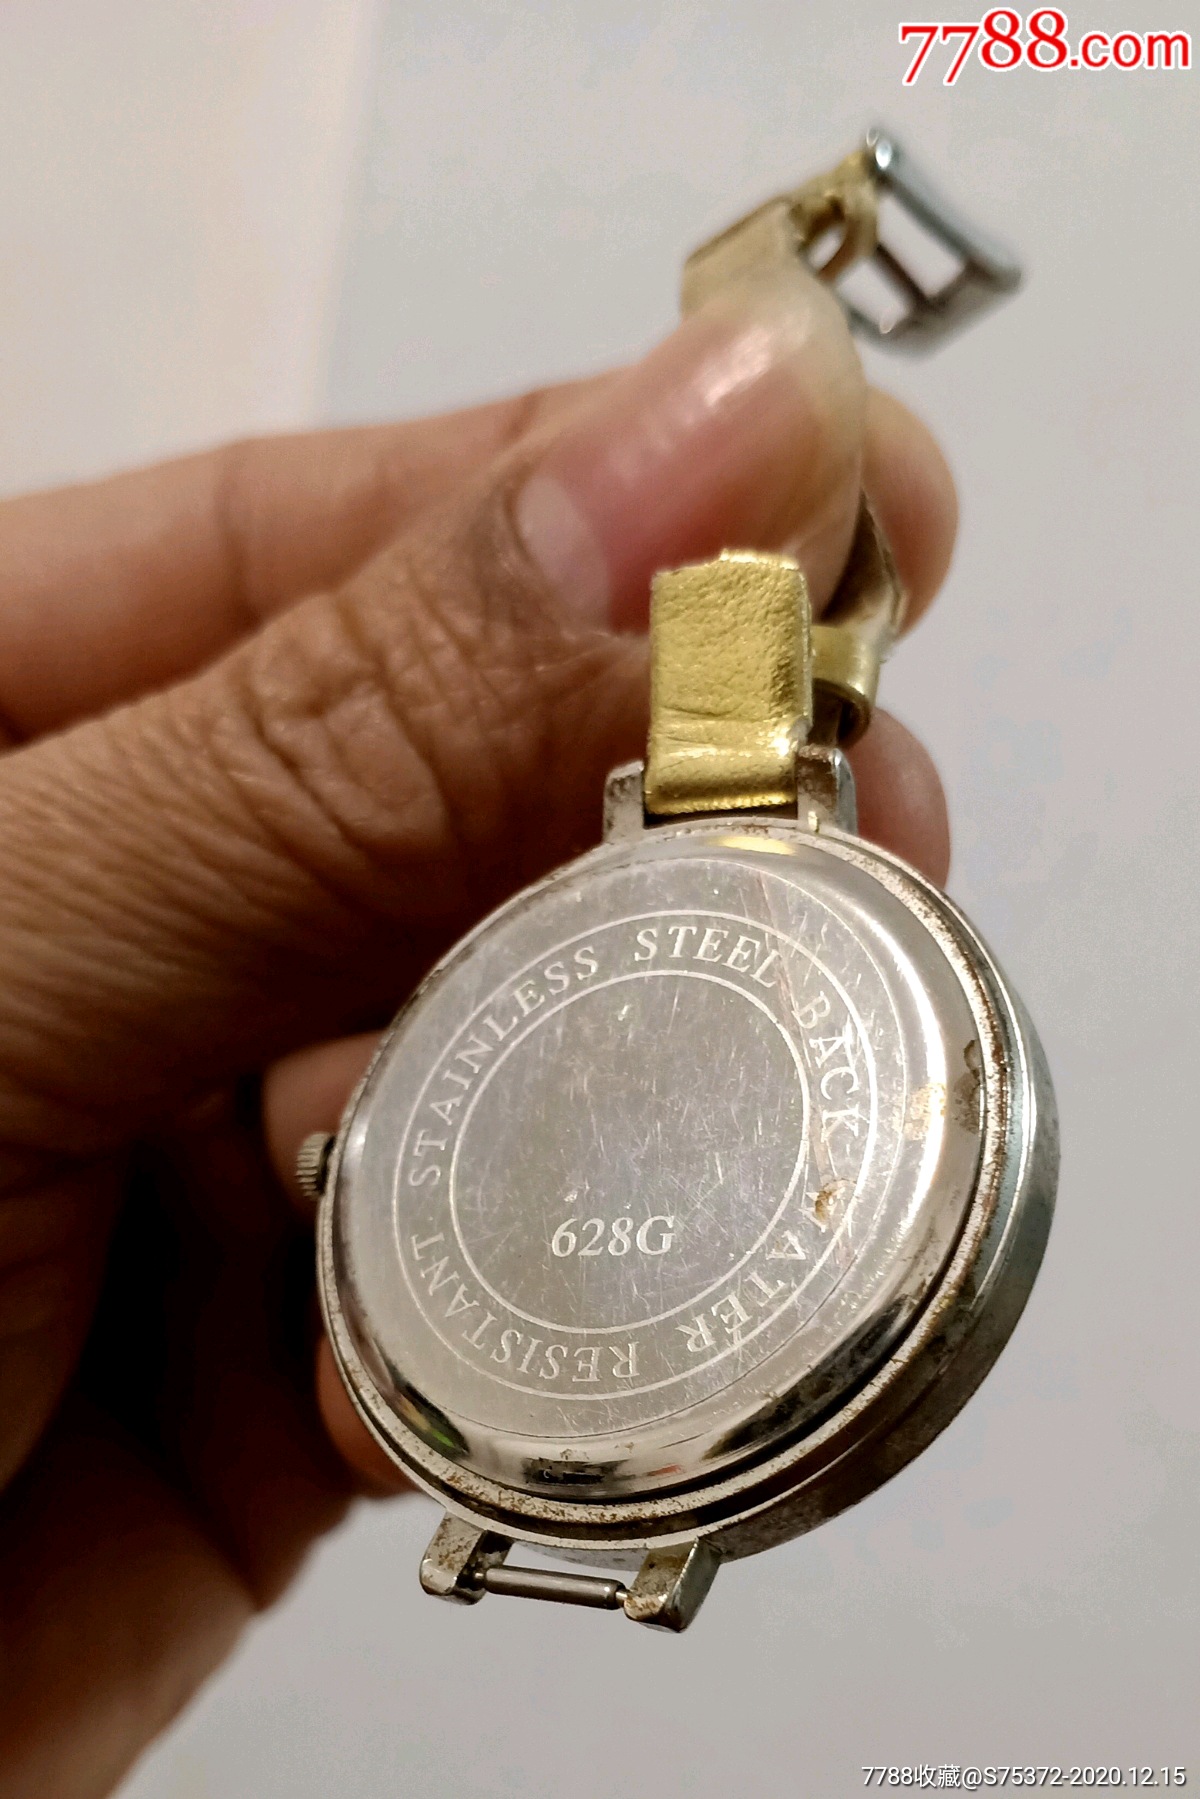 7788.com
STAINLESS STEEL BACK WATER RESISTANT
628G
7788收藏@S75372-2020.12.15